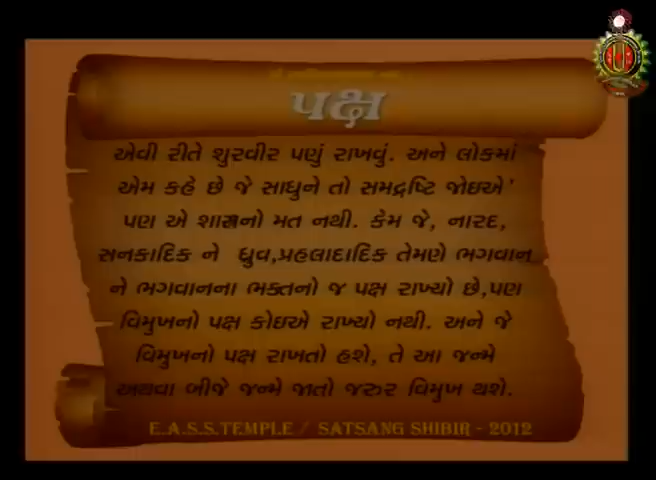 પક્ષ
એવી રીતે શુરવીર પણું રાખવું. અને લોકમાં
એમ કહે છે જે સાધુને તો સમદ્રષ્ટિ જોઇએ'
પણ એ શાસ્ત્રનો મત નથી. કેમ જે, નારદ,
સનકાદિક ને ધ્રુવ,પ્રહલાદાદિક તેમણે ભગવાન
ને ભગવાનના ભક્તનો જ પક્ષ રાખ્યો છે,પણ
વિમુખનો પક્ષ કોઇએ રાખ્યો નથી. અને જે
વિમુખનો પક્ષ રાખતો હશે, તે આ જન્મે
અથવા બીજે જન્મે જાતો જરુર વિમુખ થશે.
E.A.S.S.TEMPLE / SATSANG SHIBIR - 2012